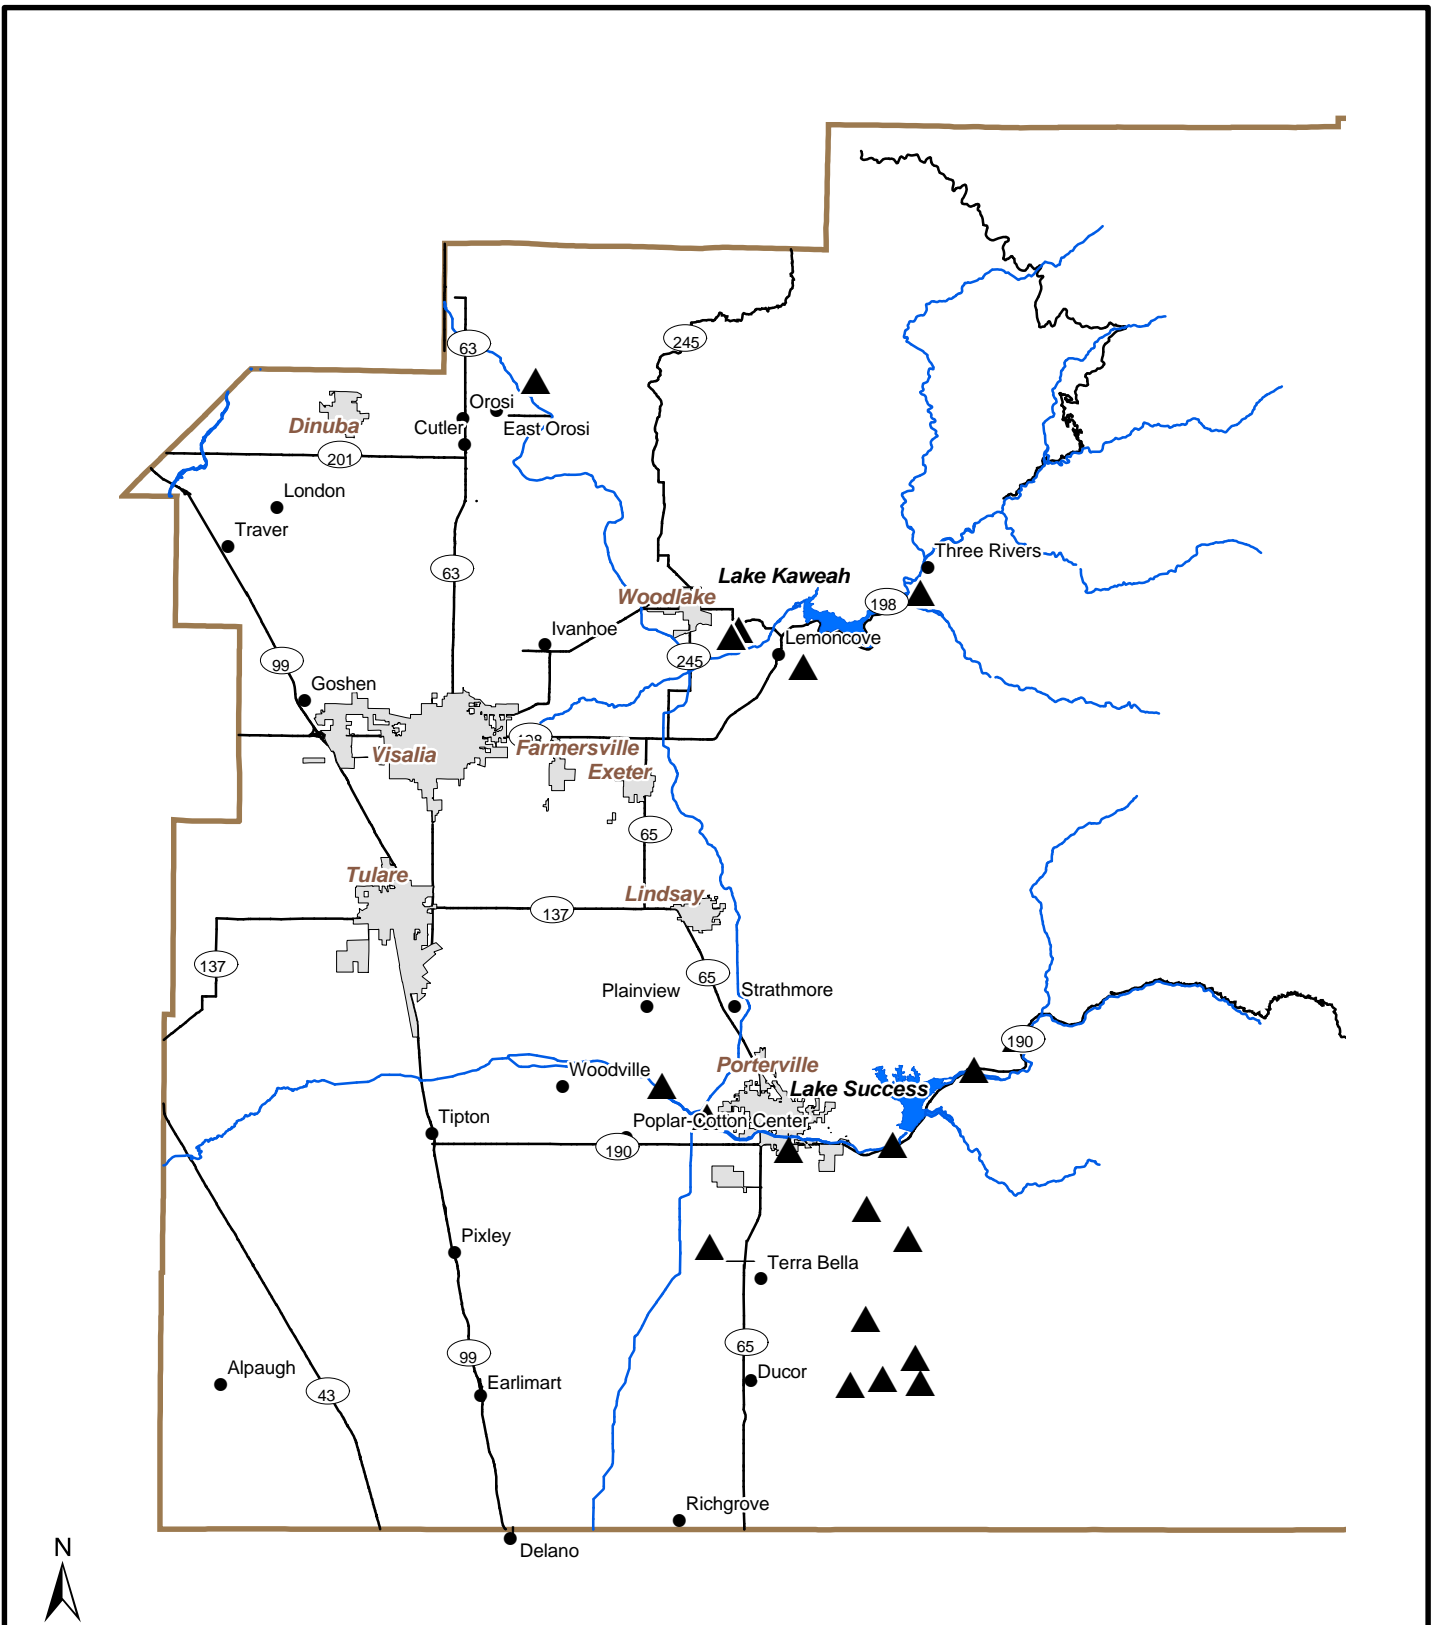 63
245
Orosi
Dinuba
Cutler
East Orosi
201
London
Traver
Three Rivers
63
Lake Kaweah
Woodlake
198
Ivanhoe
Lemoncove
99
245
Goshen
198
Visalia
Farmersville
Exeter
65
Tulare
Lindsay
137
137
65
Plainview
Strathmore
190
Porterville
Woodville
Lake Success
Tipton
Poplar-Cotton Center
190
Pixley
Terra Bella
65
99
Alpaugh
Ducor
43
Earlimart
Richgrove
N
Delano